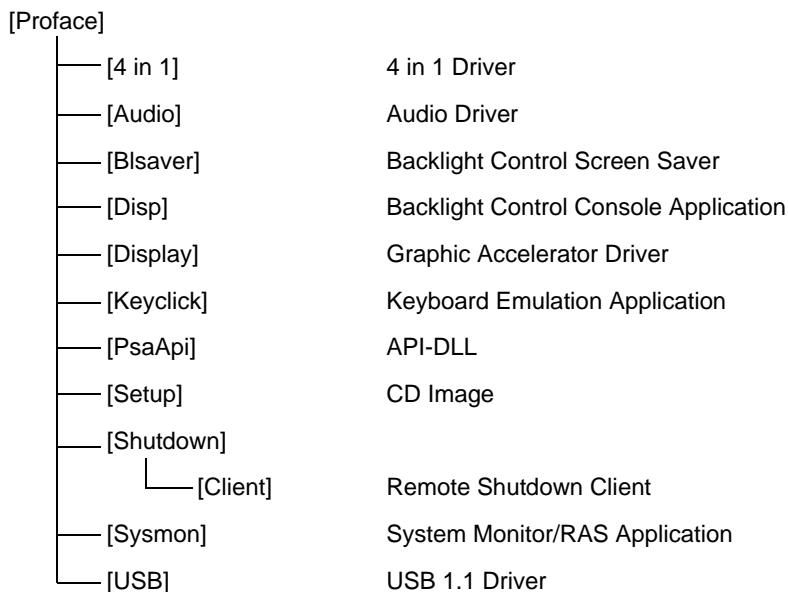 [Proface]
[4 in 1] 4 in 1 Driver
[Audio] Audio Driver
[Blsaver] Backlight Control Screen Saver
[Disp] Backlight Control Console Application
[Display] Graphic Accelerator Driver
[Keyclick] Keyboard Emulation Application
[PsaApi] API-DLL
[Setup] CD Image
[Shutdown]
[Client] Remote Shutdown Client
[Sysmon] System Monitor/RAS Application
[USB] USB 1.1 Driver